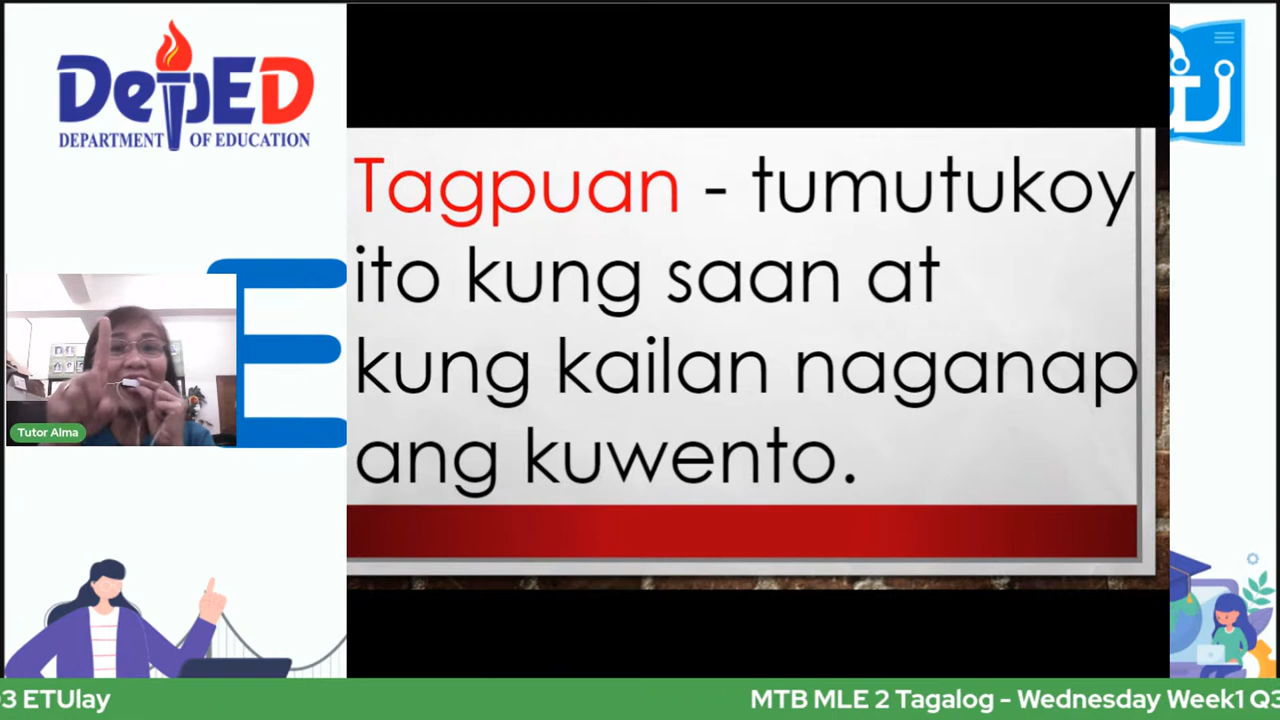 DepED
DEPARTMENT OF EDUCATION
Tagpuan - tumutukoy
ito kung saan at
kung kailan naganap
ang kuwento.
E
Tutor Alma
3 ETUlay
MTB MLE 2 Tagalog - Wednesday Week1 Q3